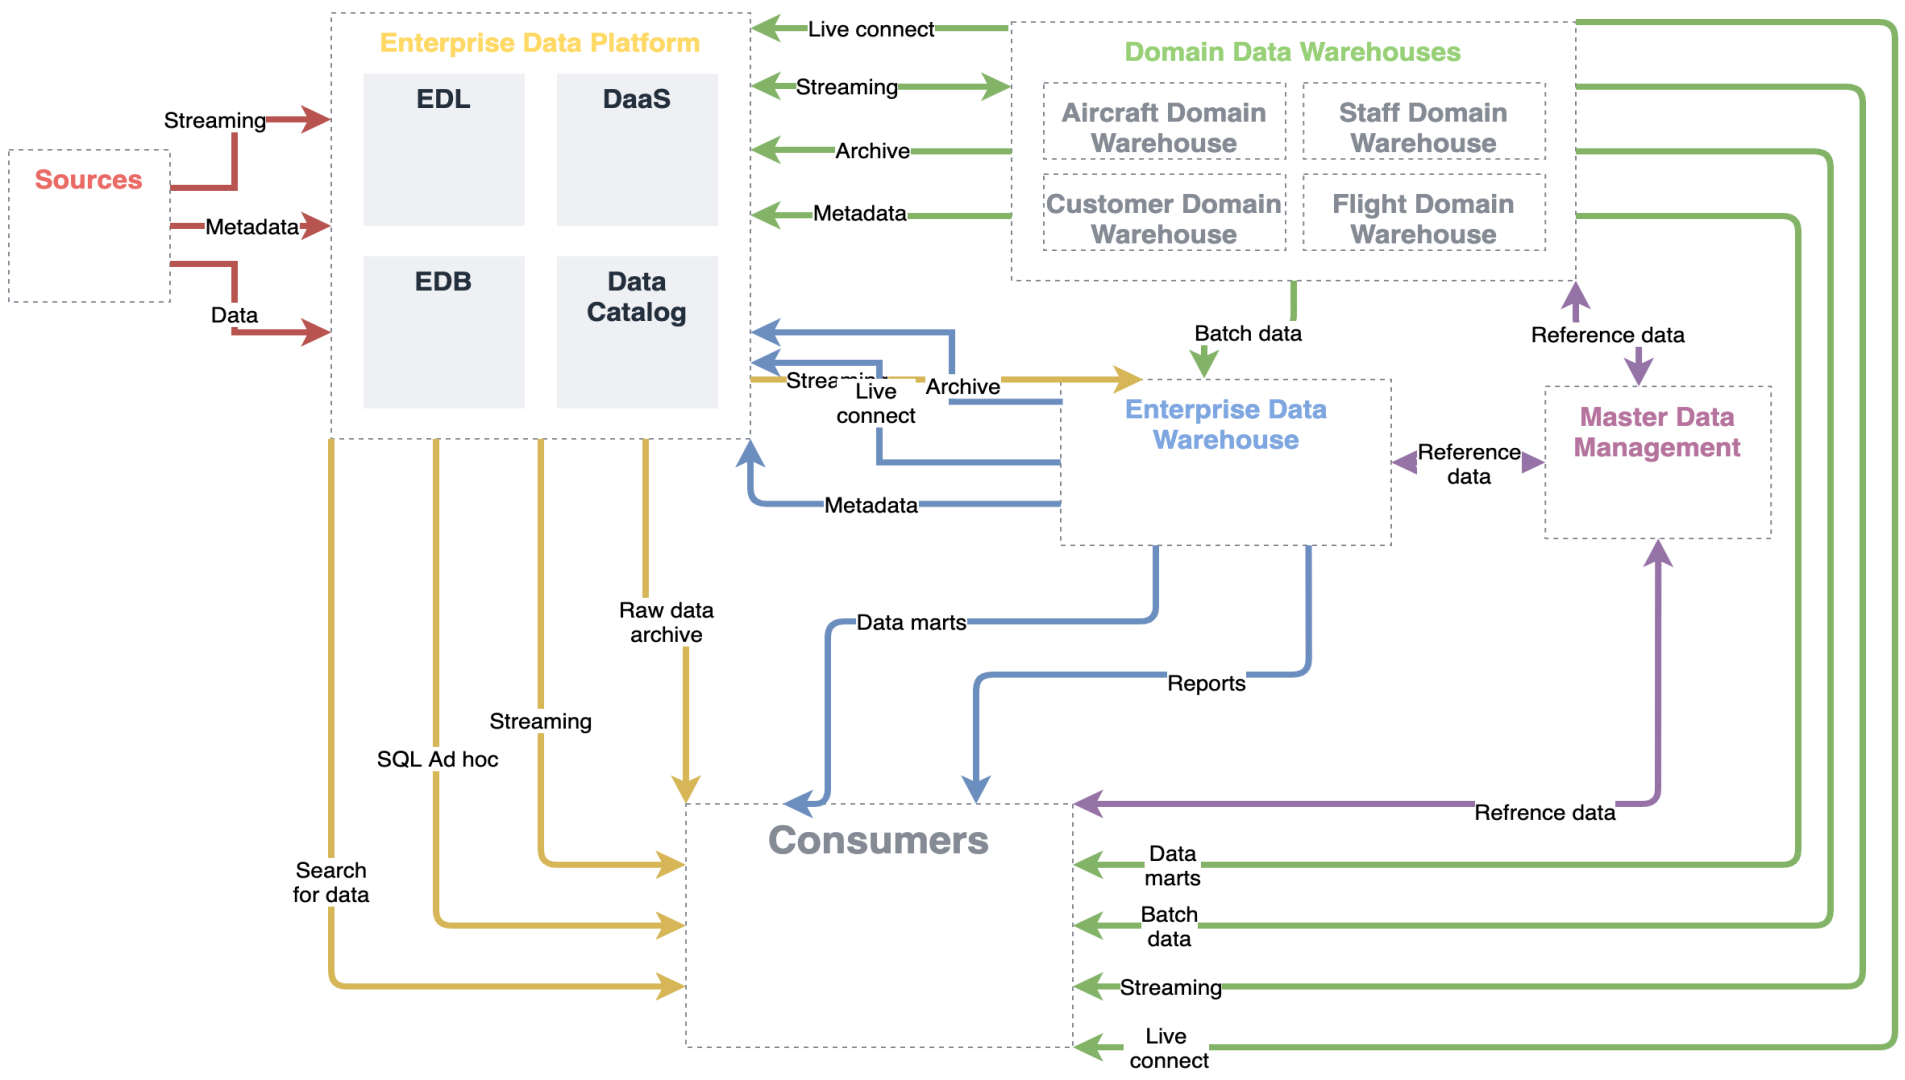 Live connect
Enterprise Data Platform
Domain Data Warehouses
EDL
DaaS
Streaming
Aircraft Domain
Warehouse
Staff Domain
Warehouse
Streaming
Archive
Sources
Customer Domain
Warehouse
Flight Domain
Warehouse
Metadata
Metadata
EDB
Data
Catalog
Data
Batch data
Reference data
Archive
Live
connect
Enterprise Data
Warehouse
Master Data
Management
Reference
data
Metadata
Raw data
archive
Data marts
Reports
Streaming
SQL Ad hoc
Refrence data
Consumers
Data
marts
Search
for data
Batch
data
Streaming
Live
connect